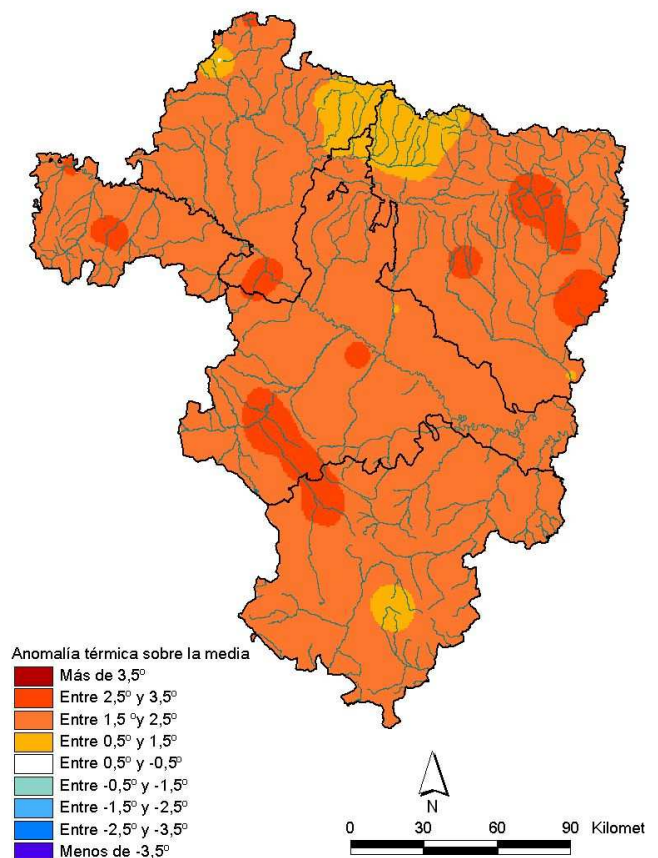 Anomalía térmica sobre la media
Más de 3,5º
Entre 2,5º y 3,5º
Entre 1,5 ºy 2,5º
Entre 0,5º y 1,5º
Entre 0,5º y -0,5º
Entre -0,5º y -1,5º
Entre -1,5º y -2,5º
Entre -2,5º y -3,5º
Menos de -3,5º
N
0 30 60 90 Kilomet